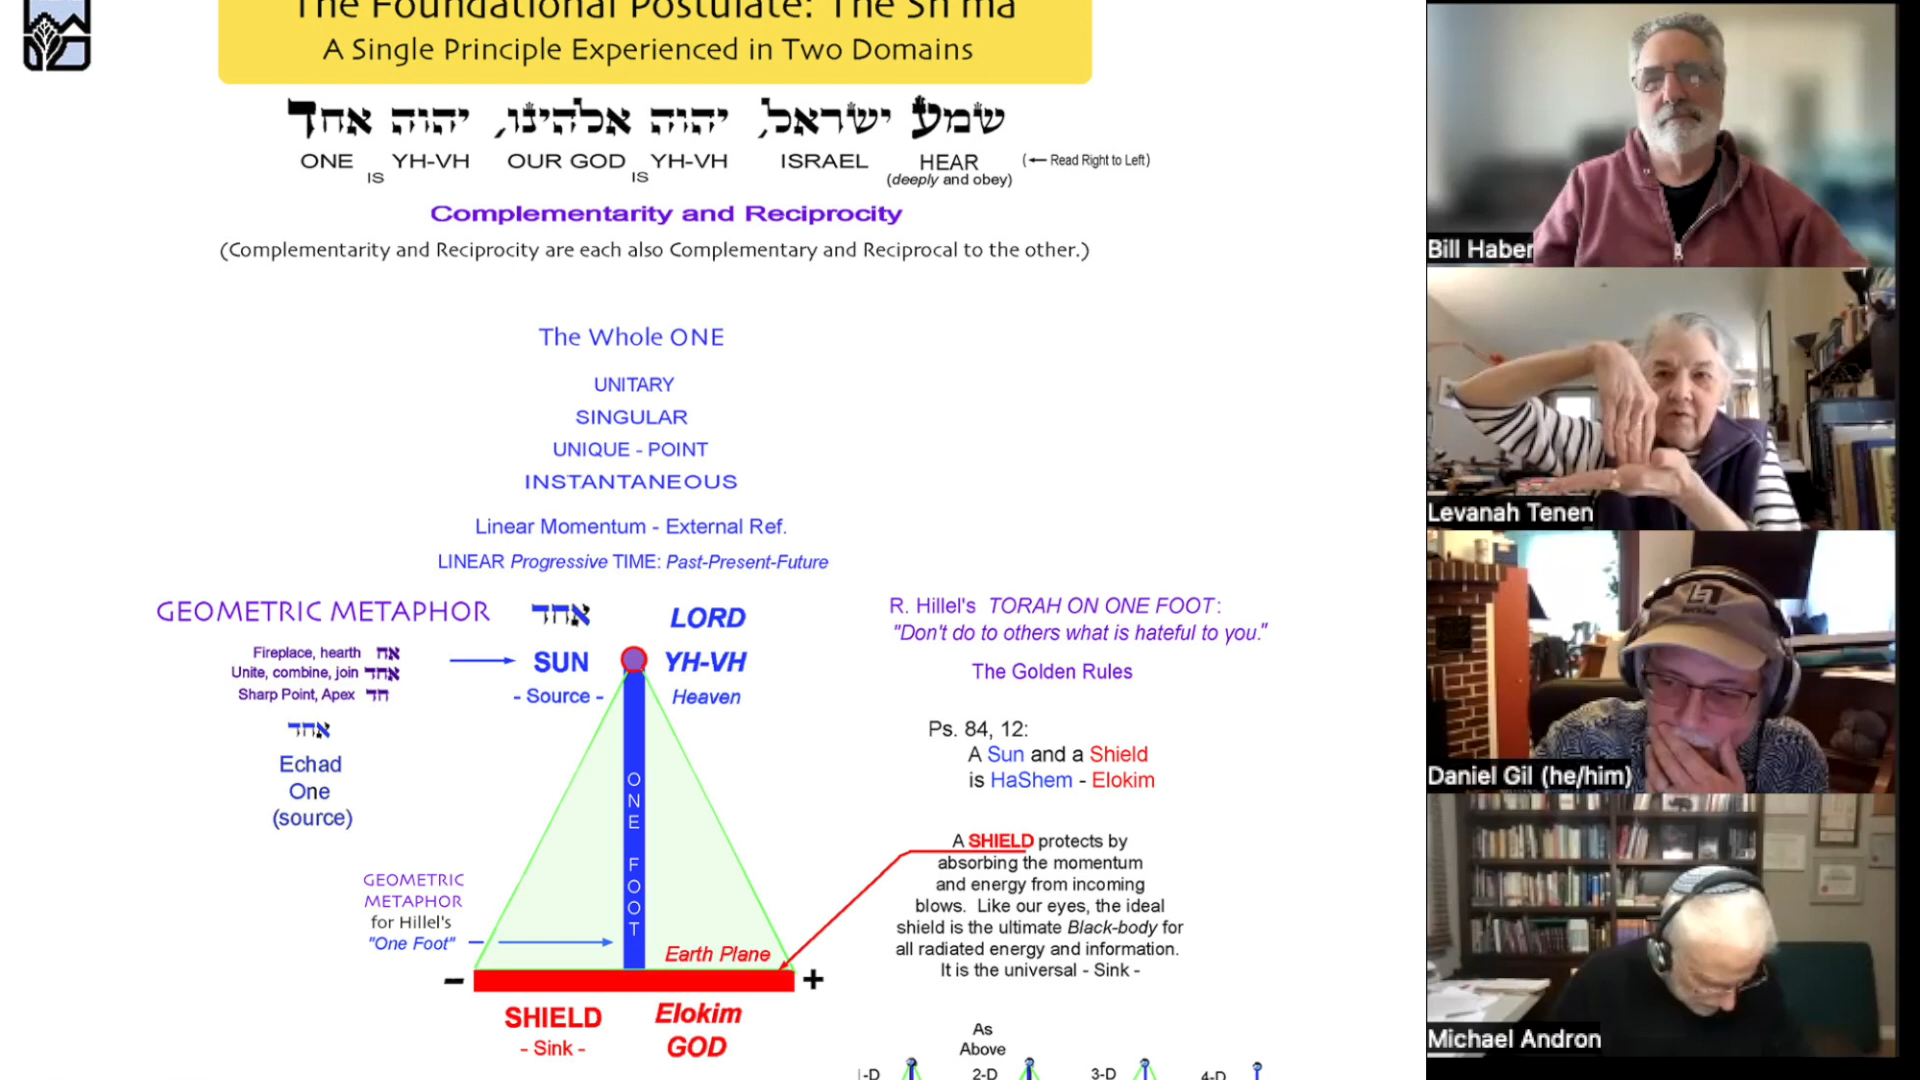 The Foundational Postulate: The Sh'ma
A Single Principle Experienced in Two Domains
שמע ישראל, יהוה אלהינו, יהוה אחד
ONE IS YH-VH OUR GOD IS YH-VH ISRAEL HEAR (← Read Right to Left)
(deeply and obey)
Complementarity and Reciprocity
(Complementarity and Reciprocity are each also Complementary and Reciprocal to the other.)
The Whole ONE
UNITARY
SINGULAR
UNIQUE - POINT
INSTANTANEOUS
Linear Momentum - External Ref.
LINEAR Progressive TIME: Past-Present-Future
GEOMETRIC METAPHOR
Fireplace, hearth אח
Unite, combine, join אחד
Sharp Point, Apex חד
אחד
Echad
One
(source)
אחד
SUN
- Source -
LORD
YH-VH
Heaven
ONE FOOT
GEOMETRIC
METAPHOR
for Hillel's
"One Foot"
Earth Plane
− +
SHIELD
- Sink -
Elokim
GOD
R. Hillel's TORAH ON ONE FOOT:
"Don't do to others what is hateful to you."
The Golden Rules
Ps. 84, 12:
A Sun and a Shield
is HaShem - Elokim
A SHIELD protects by
absorbing the momentum
and energy from incoming
blows. Like our eyes, the ideal
shield is the ultimate Black-body for
all radiated energy and information.
It is the universal - Sink -
As
Above
1-D 2-D 3-D 4-D
Bill Haber
Levanah Tenen
Daniel Gil (he/him)
Michael Andron